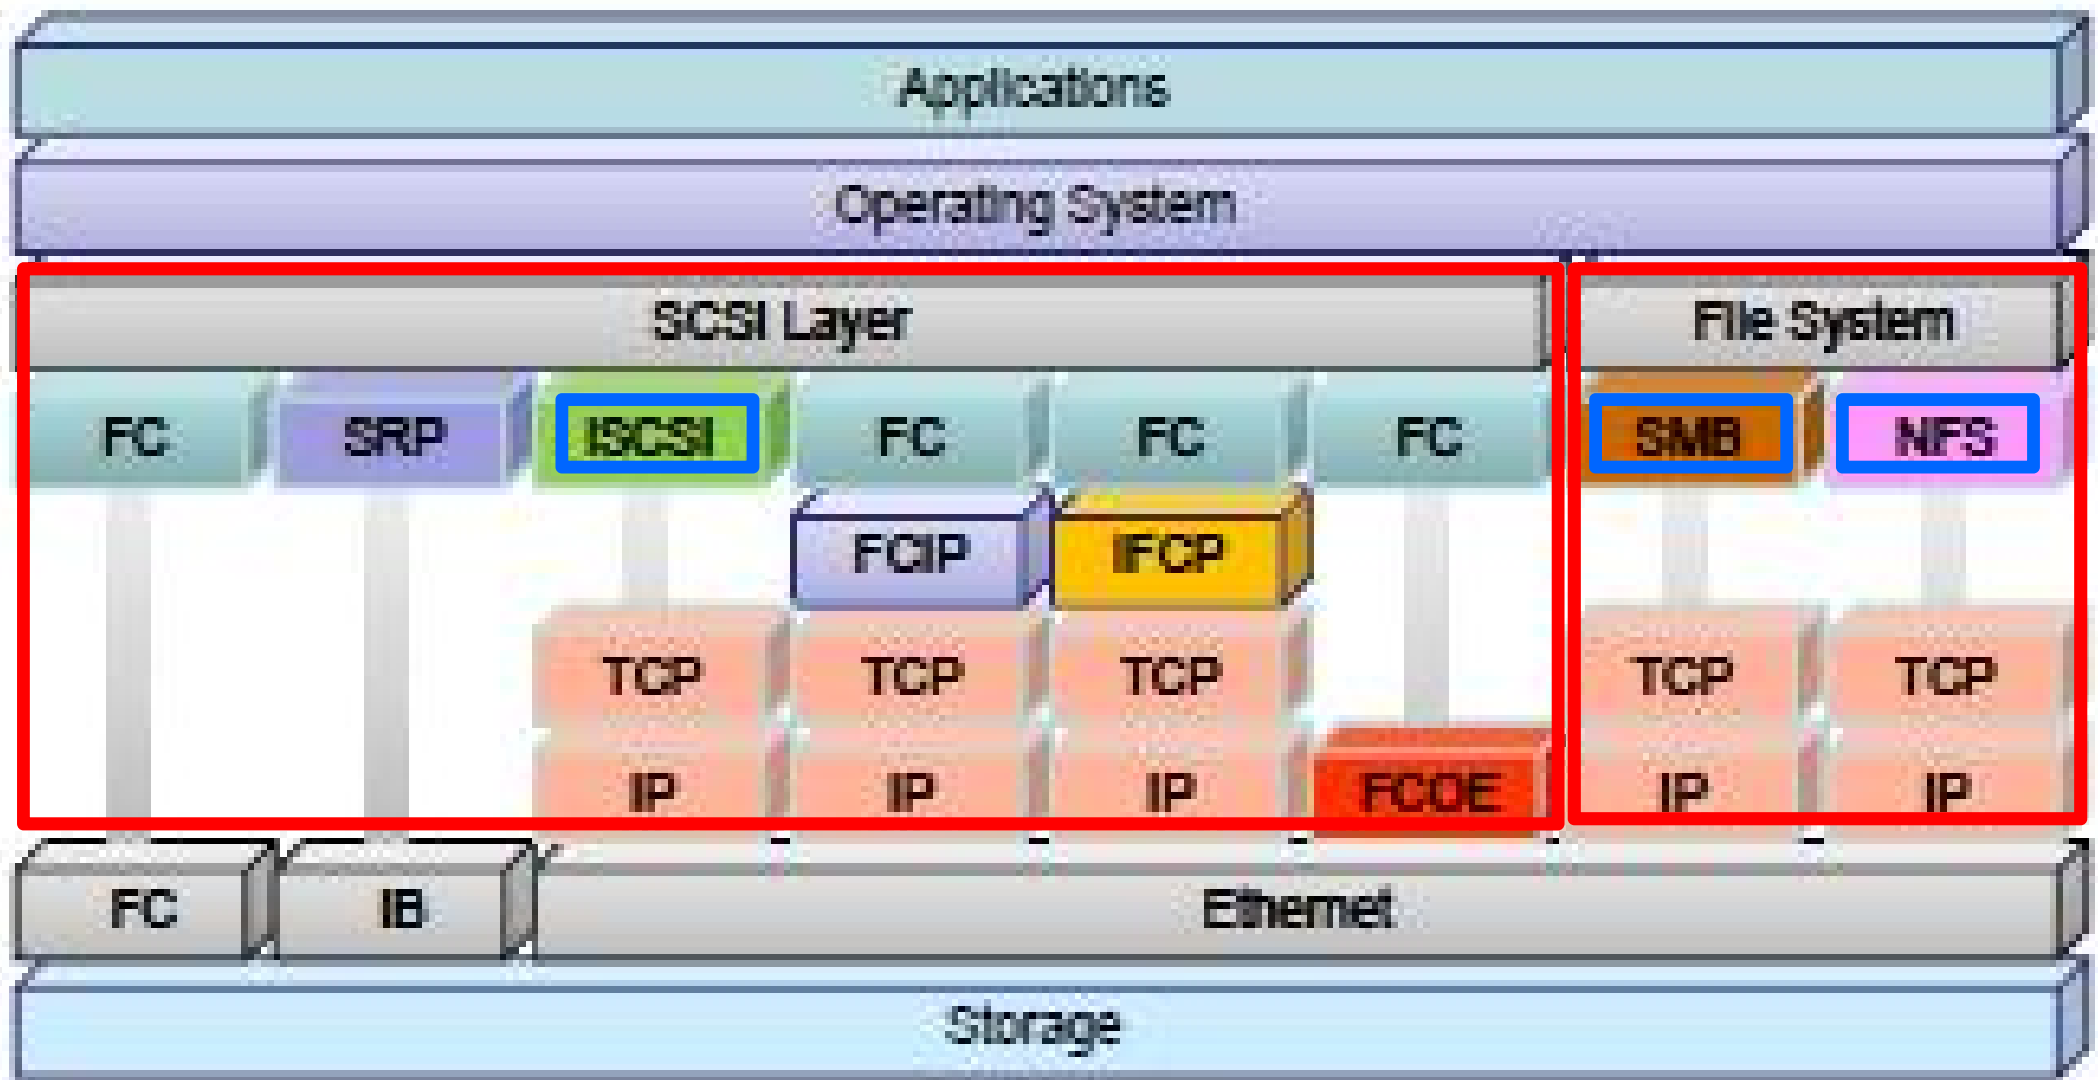 Applications
Operating System
SCSI Layer File System
FC SRP iSCSI FC FC FC SMB NFS
FCIP IFCP
TCP TCP TCP TCP TCP
IP IP IP FCOE IP IP
FC IB Ethernet
Storage